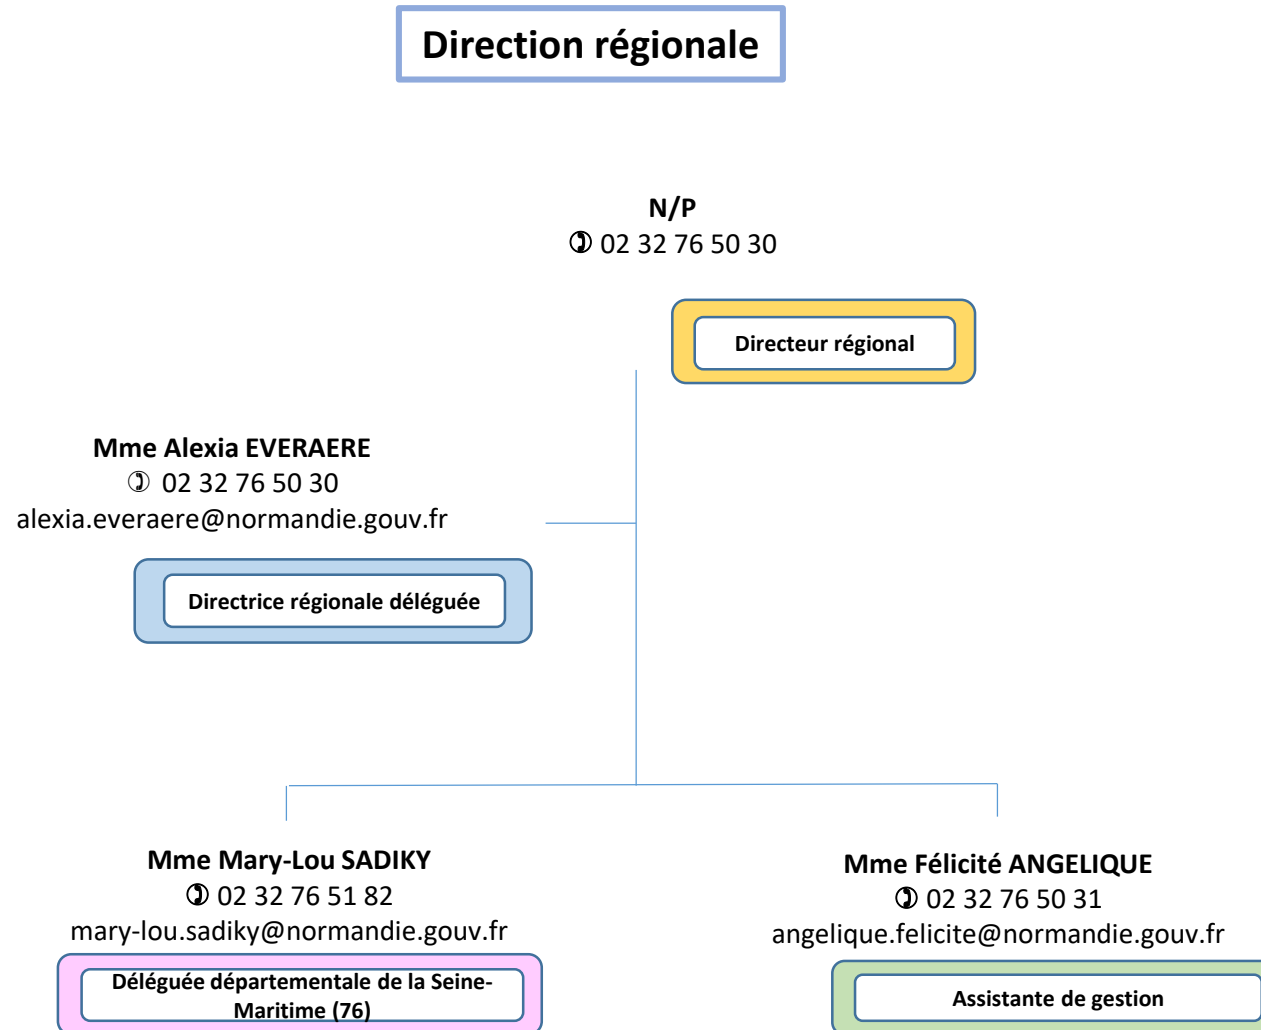 Direction régionale
N/P
✆ 02 32 76 50 30
Directeur régional
Mme Alexia EVERAERE
✆ 02 32 76 50 30
alexia.everaere@normandie.gouv.fr
Directrice régionale déléguée
Mme Mary-Lou SADIKY
✆ 02 32 76 51 82
mary-lou.sadiky@normandie.gouv.fr
Déléguée départementale de la Seine-
Maritime (76)
Mme Félicité ANGELIQUE
✆ 02 32 76 50 31
angelique.felicite@normandie.gouv.fr
Assistante de gestion